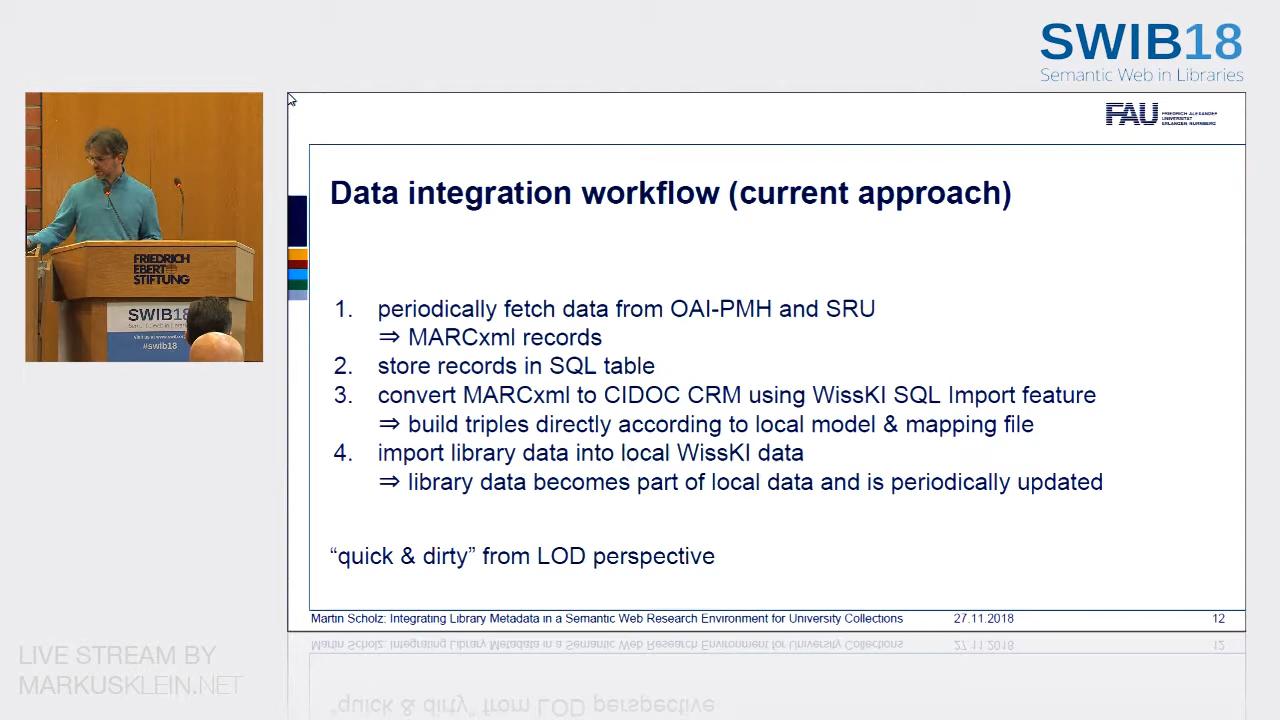 SWIB18
Semantic Web in Libraries
FAU FRIEDRICH-ALEXANDER
UNIVERSITÄT
ERLANGEN-NÜRNBERG
Data integration workflow (current approach)
1. periodically fetch data from OAI-PMH and SRU
⇒ MARCxml records
2. store records in SQL table
3. convert MARCxml to CIDOC CRM using WissKI SQL Import feature
⇒ build triples directly according to local model & mapping file
4. import library data into local WissKI data
⇒ library data becomes part of local data and is periodically updated
“quick & dirty” from LOD perspective
Martin Scholz: Integrating Library Metadata in a Semantic Web Research Environment for University Collections 27.11.2018 12
FRIEDRICH
EBERT
STIFTUNG
SWIB18
#swib18
LIVE STREAM BY
MARKUSKLEIN.NET